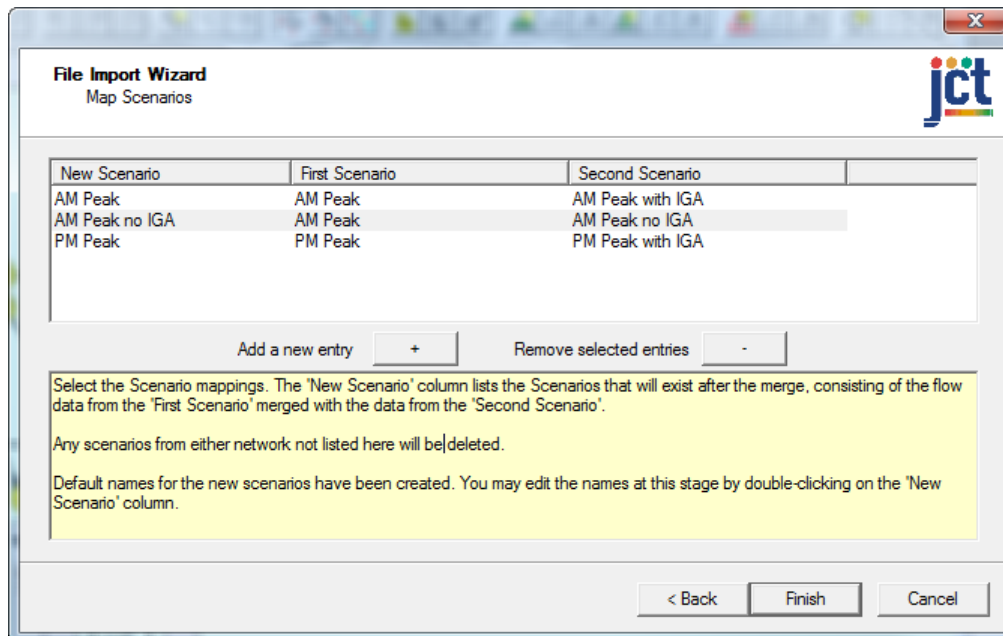 File Import Wizard
Map Scenarios
jct
New Scenario First Scenario Second Scenario
AM Peak AM Peak AM Peak with IGA
AM Peak no IGA AM Peak AM Peak no IGA
PM Peak PM Peak PM Peak with IGA
Add a new entry + Remove selected entries -
Select the Scenario mappings. The 'New Scenario' column lists the Scenarios that will exist after the merge, consisting of the flow
data from the 'First Scenario' merged with the data from the 'Second Scenario'.
Any scenarios from either network not listed here will be deleted.
Default names for the new scenarios have been created. You may edit the names at this stage by double-clicking on the 'New
Scenario' column.
< Back Finish Cancel